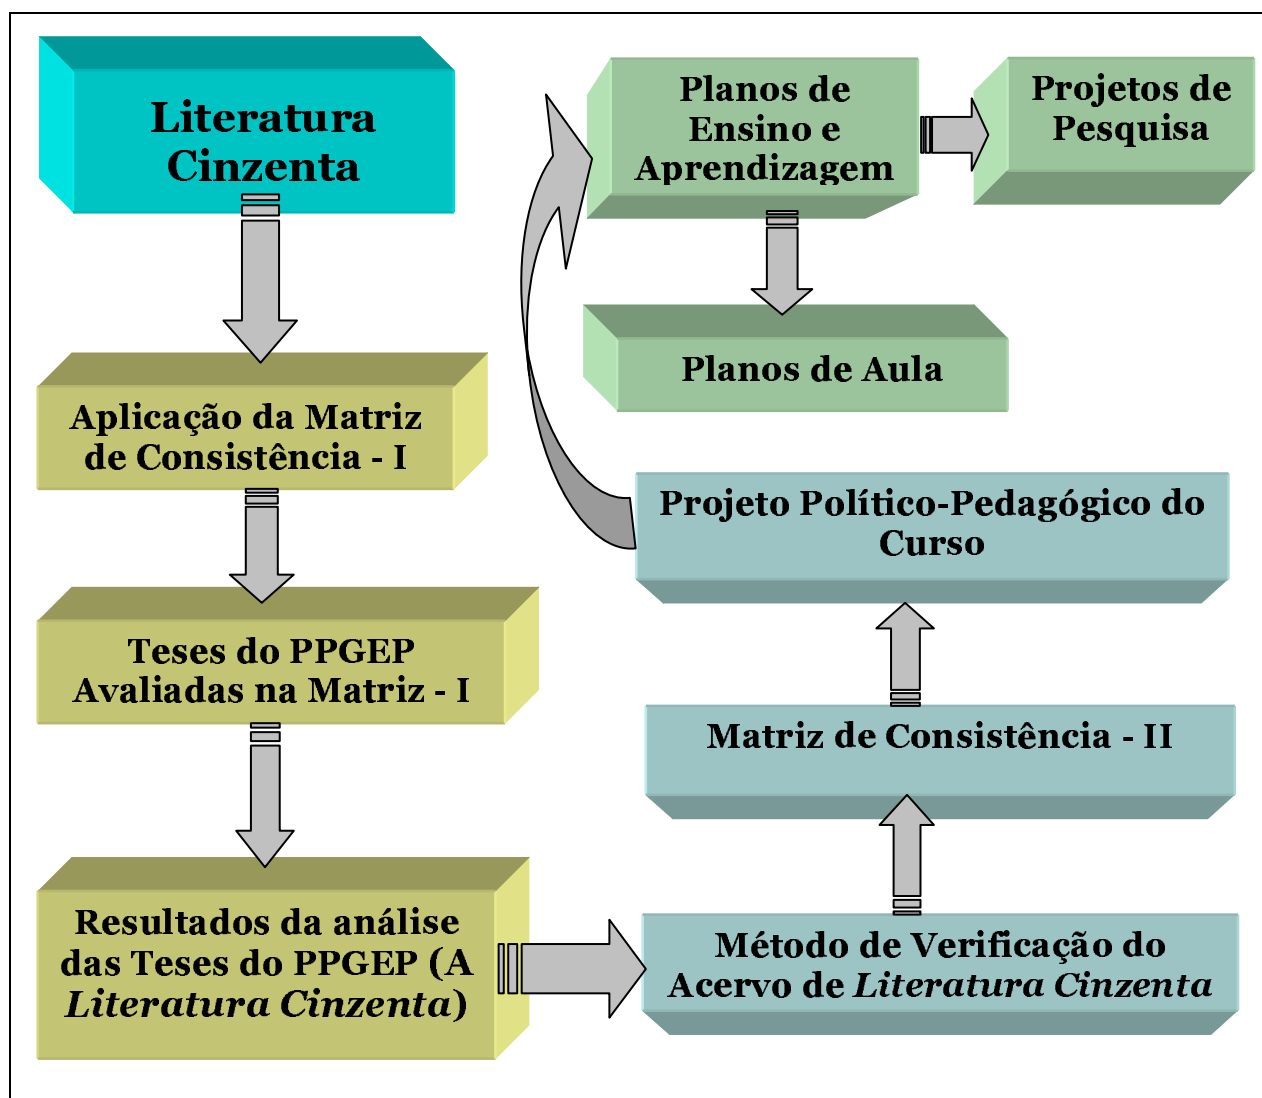 Literatura
Cinzenta
Aplicação da Matriz
de Consistência - I
Teses do PPGEP
Avaliadas na Matriz - I
Resultados da análise
das Teses do PPGEP (A
Literatura Cinzenta)
Método de Verificação do
Acervo de Literatura Cinzenta
Matriz de Consistência - II
Projeto Político-Pedagógico do
Curso
Planos de
Ensino e
Aprendizagem
Projetos de
Pesquisa
Planos de Aula